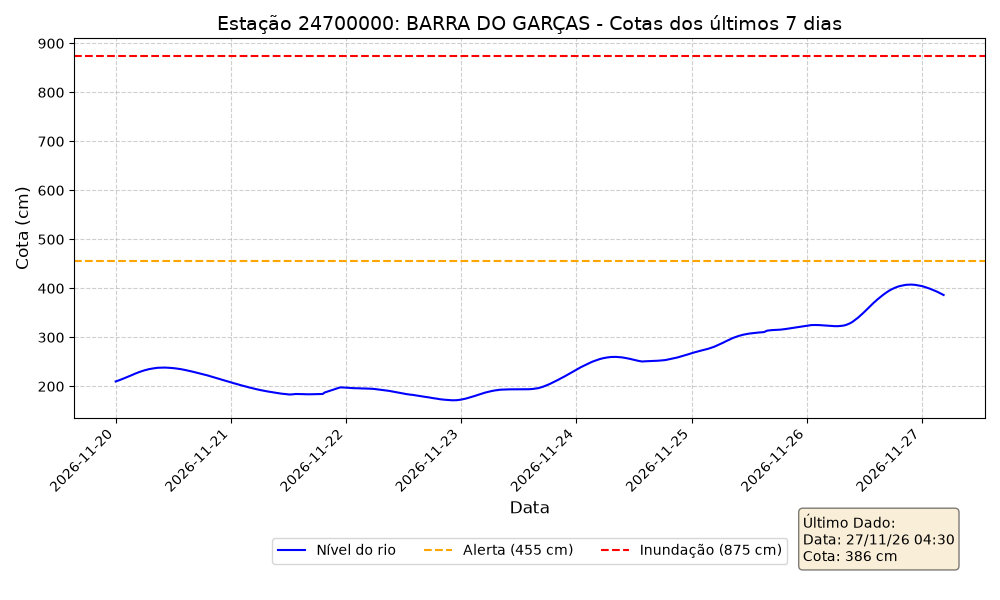 Estação 24700000: BARRA DO GARÇAS - Cotas dos últimos 7 dias
Cota (cm)
900
800
700
600
500
400
300
200
2026-11-20
2026-11-21
2026-11-22
2026-11-23
2026-11-24
2026-11-25
2026-11-26
2026-11-27
Data
Nível do rio
Alerta (455 cm)
Inundação (875 cm)
Último Dado:
Data: 27/11/26 04:30
Cota: 386 cm